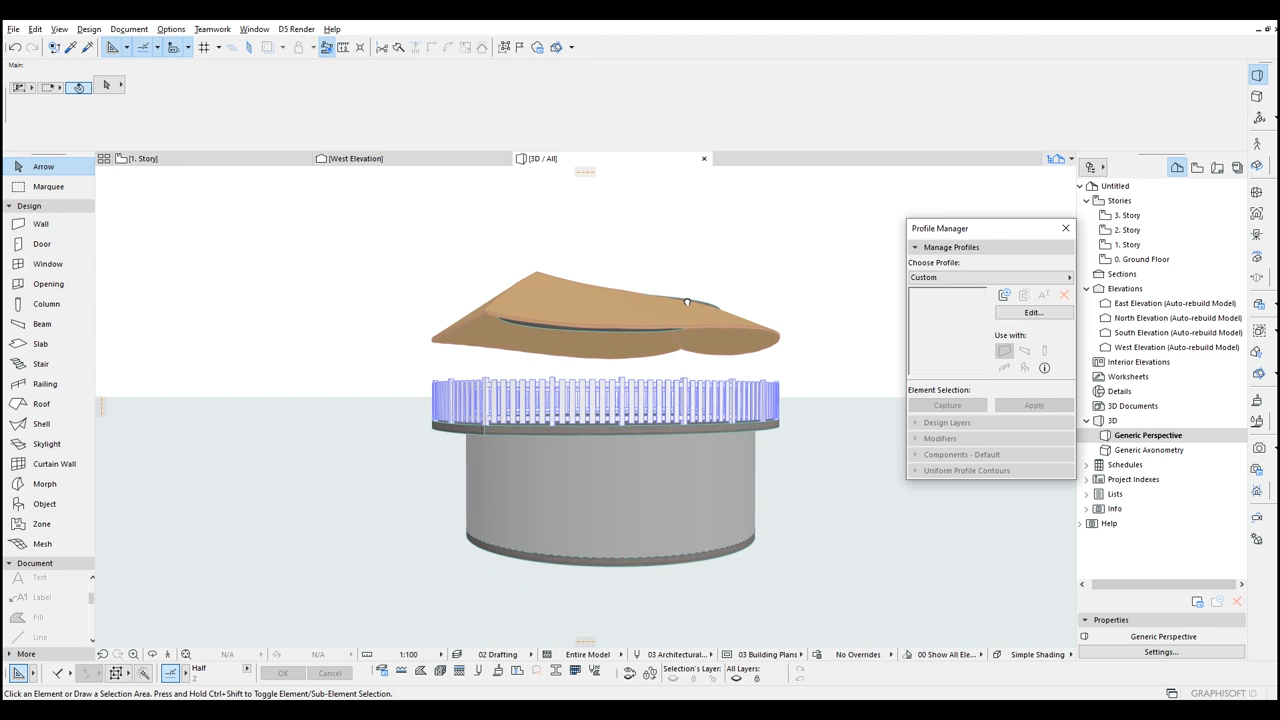 File Edit View Design Document Options Teamwork Window D5 Render Help
Main:
[1. Story] [West Elevation] [3D / All]
Arrow
Marquee
Design
Wall
Door
Window
Opening
Column
Beam
Slab
Stair
Railing
Roof
Shell
Skylight
Curtain Wall
Morph
Object
Zone
Mesh
Document
Text
Label
Fill
Line
More
Profile Manager
Manage Profiles
Choose Profile:
Custom
Edit...
Use with:
Element Selection:
Capture Apply
Design Layers
Modifiers
Components - Default
Uniform Profile Contours
Untitled
Stories
3. Story
2. Story
1. Story
0. Ground Floor
Sections
Elevations
East Elevation (Auto-rebuild Model)
North Elevation (Auto-rebuild Model)
South Elevation (Auto-rebuild Model)
West Elevation (Auto-rebuild Model)
Interior Elevations
Worksheets
Details
3D Documents
3D
Generic Perspective
Generic Axonometry
Schedules
Project Indexes
Lists
Info
Help
Properties
Generic Perspective
Settings...
N/A N/A 1:100 02 Drafting Entire Model 03 Architectural... 03 Building Plans No Overrides 00 Show All Ele... Simple Shading
Half
2
OK Cancel
Selection's Layer: All Layers:
Click an Element or Draw a Selection Area. Press and Hold Ctrl+Shift to Toggle Element/Sub-Element Selection.
GRAPHISOFT ID